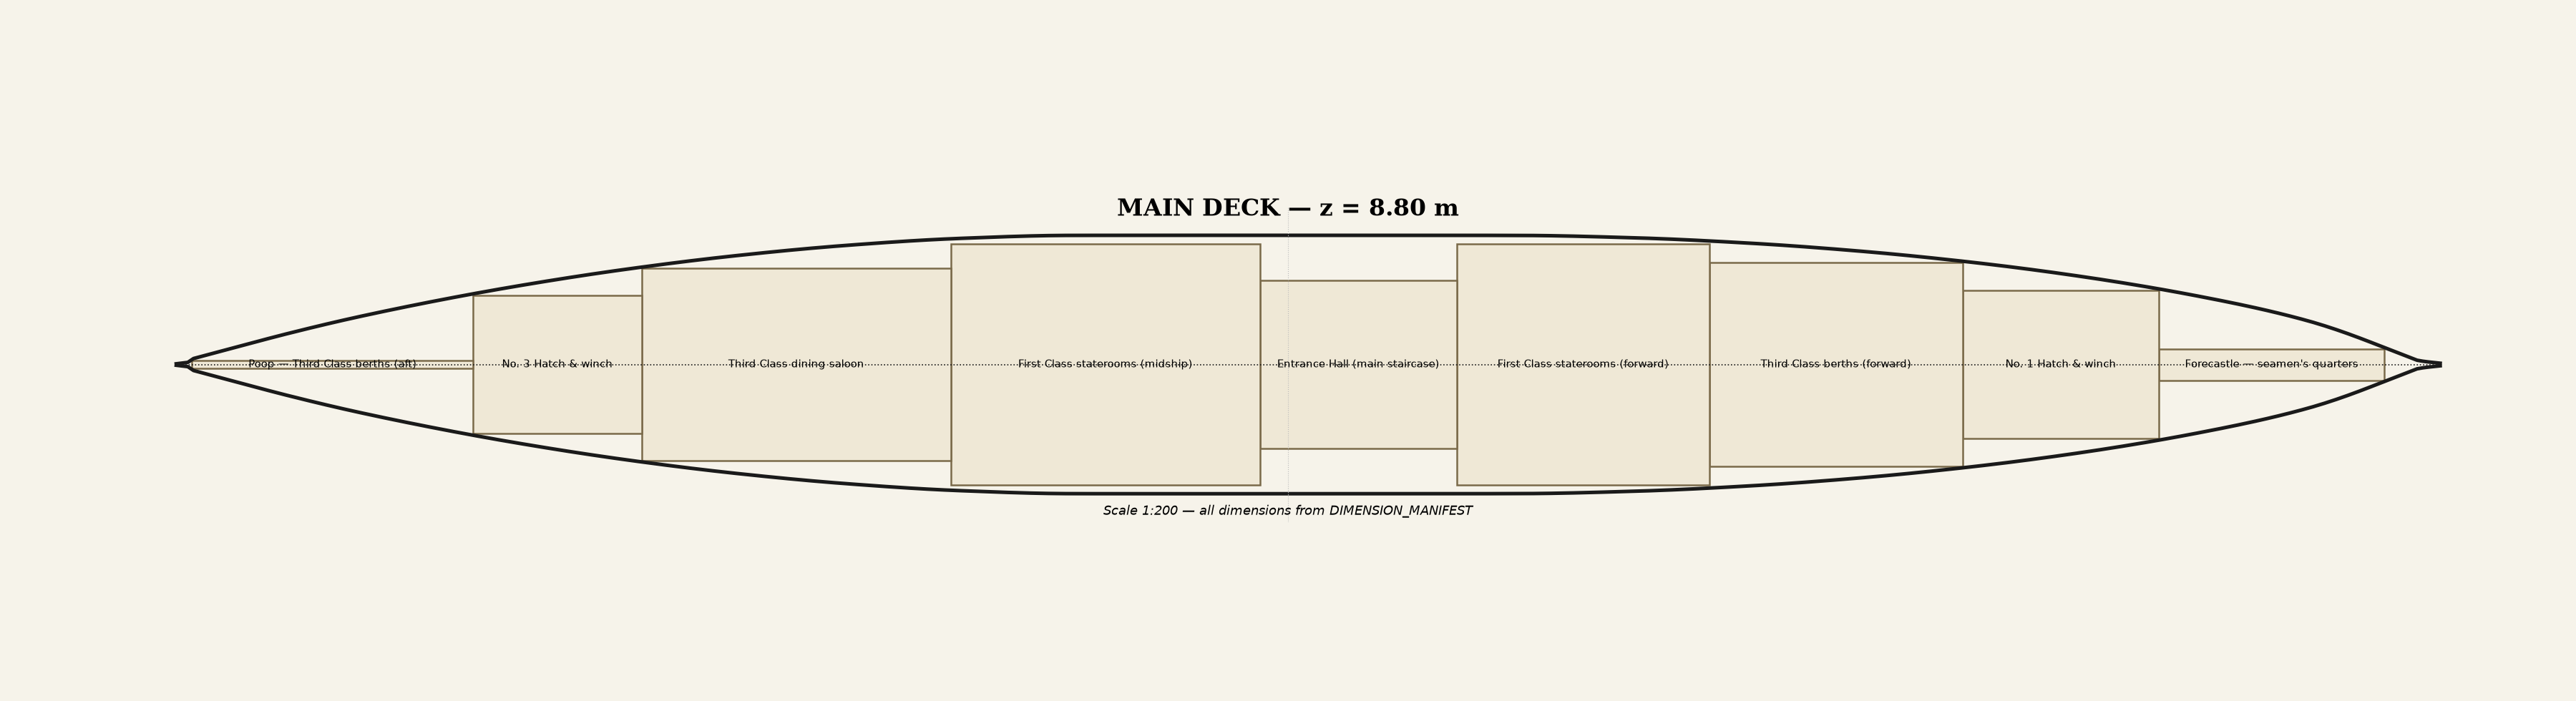 MAIN DECK — z = 8.80 m
Poop — Third Class berths (aft)
No. 3 Hatch & winch
Third Class dining saloon
First Class staterooms (midship)
Entrance Hall (main staircase)
First Class staterooms (forward)
Third Class berths (forward)
No. 1 Hatch & winch
Forecastle — seamen's quarters
Scale 1:200 — all dimensions from DIMENSION_MANIFEST